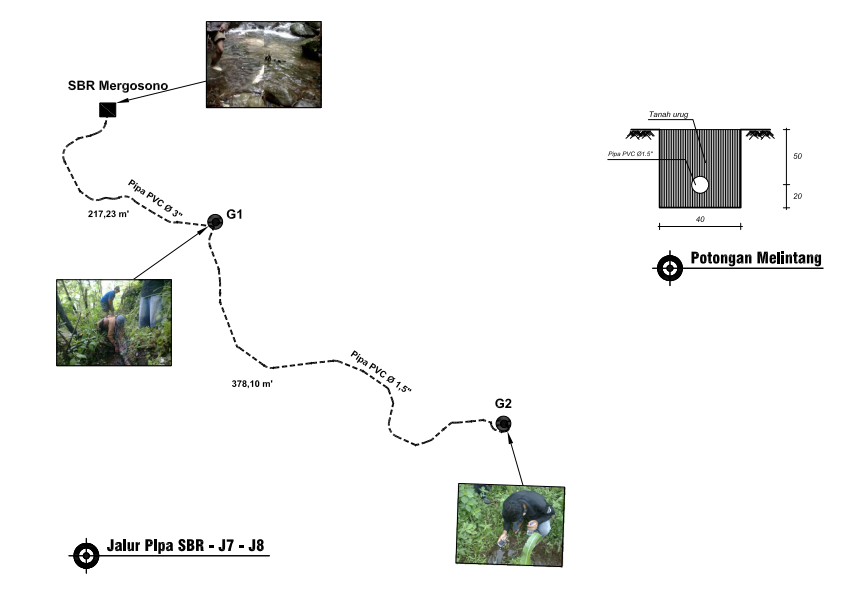 SBR Mergosono
Pipa PVC Ø 3"
217,23 m'
G1
Pipa PVC Ø 1,5"
378,10 m'
G2
Jalur Pipa SBR - J7 - J8
Tanah urug
Pipa PVC Ø1.5"
50
20
40
Potongan Melintang